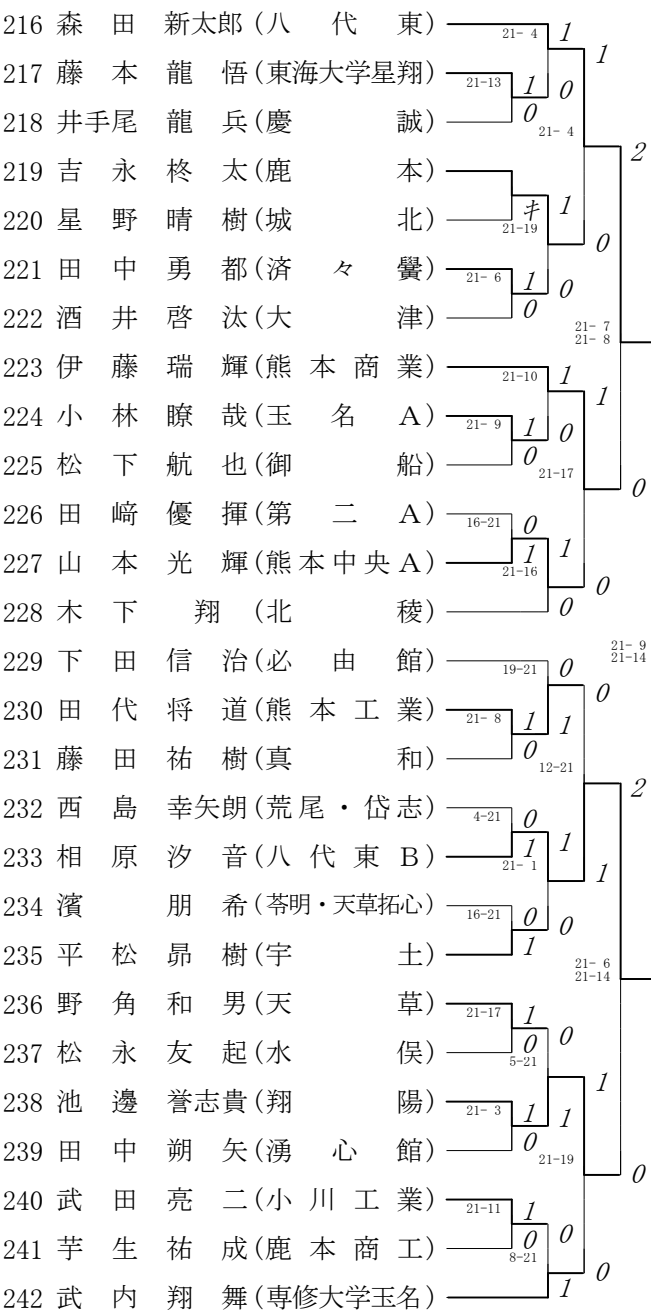 216 森田 新太郎 (八代東) 21- 4 1 1
217 藤本龍悟 (東海大学星翔) 21-13 1 0
218 井手尾 龍兵 (慶誠) 0 21- 4 2
219 吉永柊太 (鹿本)
220 星野晴樹 (城北) キ 21-19 1 0
221 田中勇都 (済々黌) 21- 6 1 0
222 酒井啓汰 (大津) 0 21- 7 21- 8
223 伊藤瑞輝 (熊本商業) 21-10 1 1
224 小林瞭哉 (玉名A) 21- 9 1 0
225 松下航也 (御船) 0 21-17 0
226 田﨑優揮 (第二A) 16-21 0
227 山本光輝 (熊本中央A) 1 21-16 1 0
228 木下翔 (北稜) 0
21- 9 21-14
229 下田信治 (必由館) 19-21 0 0
230 田代将道 (熊本工業) 21- 8 1 1
231 藤田祐樹 (真和) 0 12-21 2
232 西島幸矢朗 (荒尾・岱志) 4-21 0
233 相原汐音 (八代東B) 1 21- 1 1 1
234 濱朋希 (苓明・天草拓心) 16-21 0 0
235 平松昴樹 (宇土) 1 21- 6 21-14
236 野角和男 (天草) 21-17 1 0
237 松永友起 (水俣) 0 5-21 1
238 池邊誉志貴 (翔陽) 21- 3 1 1
239 田中朔矢 (湧心館) 0 21-19 0
240 武田亮二 (小川工業) 21-11 1
241 芋生祐成 (鹿本商工) 0 8-21 0 0
242 武内翔舞 (専修大学玉名) 1